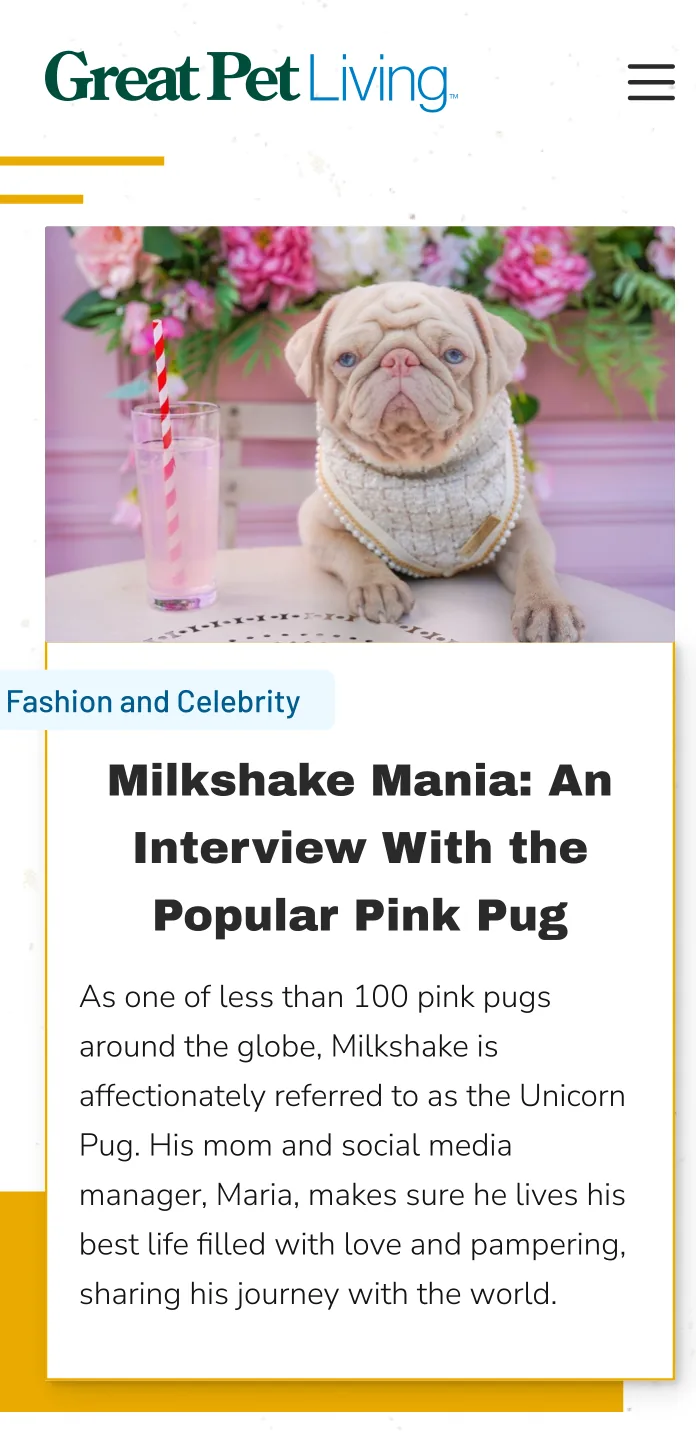 Great Pet Living™
Fashion and Celebrity
Milkshake Mania: An
Interview With the
Popular Pink Pug
As one of less than 100 pink pugs
around the globe, Milkshake is
affectionately referred to as the Unicorn
Pug. His mom and social media
manager, Maria, makes sure he lives his
best life filled with love and pampering,
sharing his journey with the world.